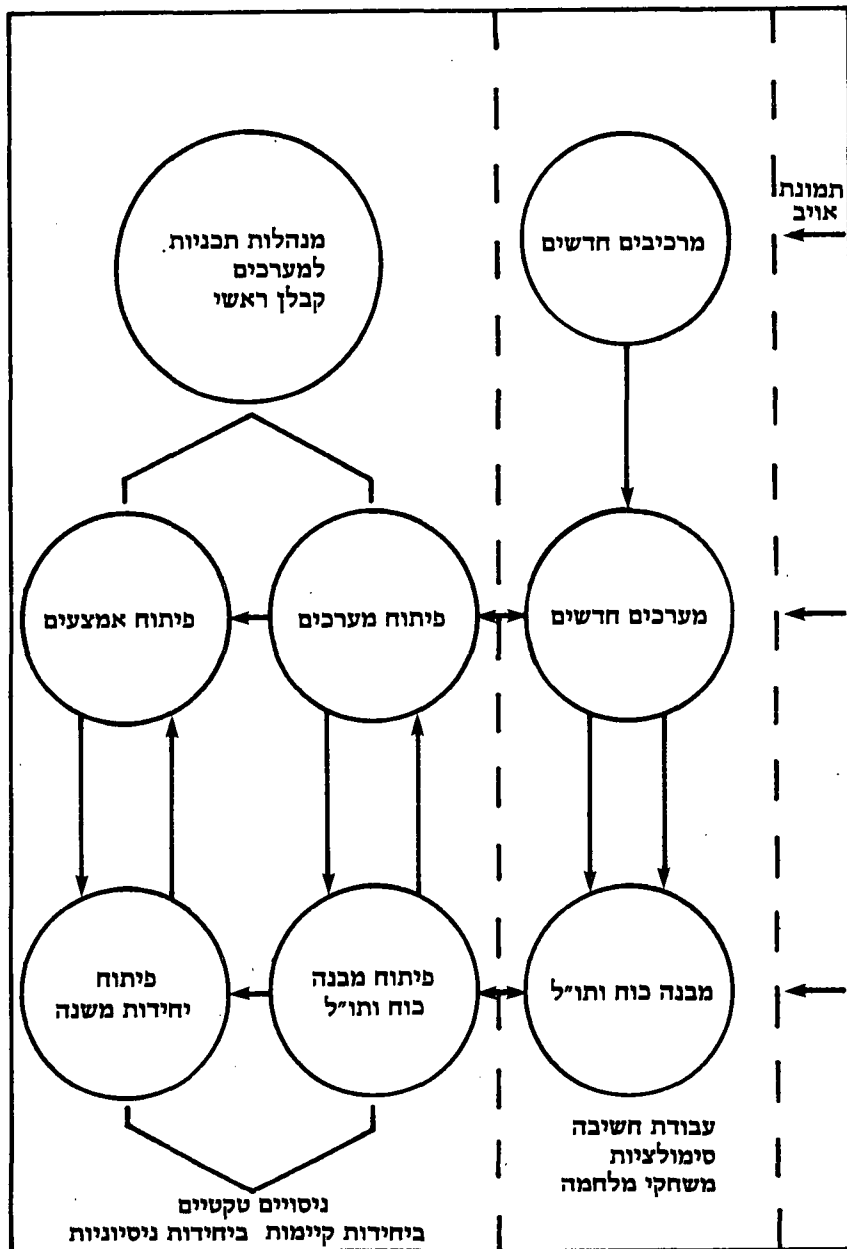 תמונת
אויב
מרכיבים חדשים
מנהלות תכניות
למערכים
קבלן ראשי
מערכים חדשים
פיתוח מערכים
פיתוח אמצעים
מבנה כוח ותו״ל
פיתוח מבנה
כוח ותו״ל
פיתוח
יחידות משנה
עבודת חשיבה
סימולציות
משחקי מלחמה
ניסויים טקטיים
ביחידות קיימות ביחידות ניסיוניות